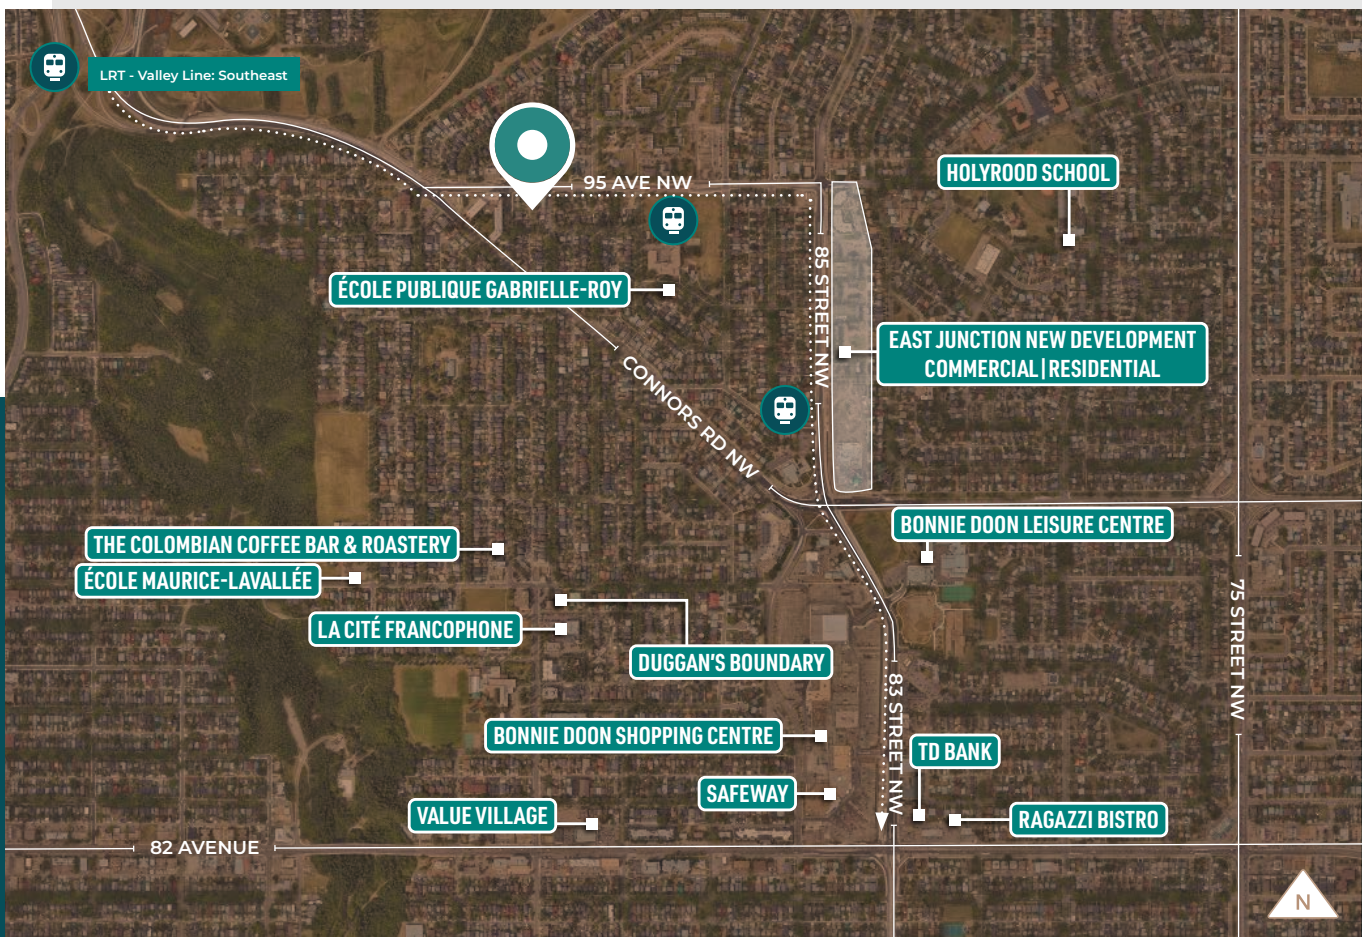 LRT - Valley Line: Southeast
HOLYROOD SCHOOL
95 AVE NW
85 STREET NW
ÉCOLE PUBLIQUE GABRIELLE-ROY
EAST JUNCTION NEW DEVELOPMENT
COMMERCIAL|RESIDENTIAL
CONNORS RD NW
BONNIE DOON LEISURE CENTRE
THE COLOMBIAN COFFEE BAR & ROASTERY
ÉCOLE MAURICE-LAVALLÉE
LA CITÉ FRANCOPHONE
DUGGAN'S BOUNDARY
75 STREET NW
83 STREET NW
BONNIE DOON SHOPPING CENTRE
TD BANK
SAFEWAY
VALUE VILLAGE
RAGAZZI BISTRO
82 AVENUE
N